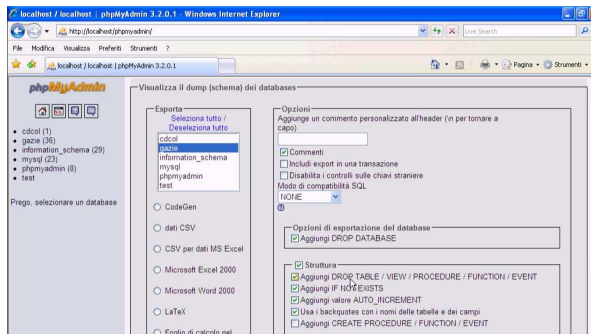 localhost / localhost | phpMyAdmin 3.2.0.1 - Windows Internet Explorer
http://localhost/phpmyadmin/
Live Search
File Modifica Visualizza Preferiti Strumenti ?
localhost / localhost | phpMyAdmin 3.2.0.1
Pagina
Strumenti
phpMyAdmin
cdcol (1)
gazie (36)
information_schema (29)
mysql (23)
phpmyadmin (8)
test
Prego, selezionare un database
Visualizza il dump (schema) dei databases
Esporta
Seleziona tutto /
Deseleziona tutto
cdcol
gazie
information_schema
mysql
phpmyadmin
test
CodeGen
dati CSV
CSV per dati MS Excel
Microsoft Excel 2000
Microsoft Word 2000
LaTeX
Foglio di calcolo nel
Opzioni
Aggiunge un commento personalizzato all'header (\n per tornare a
capo)
Commenti
Includi export in una transazione
Disabilita i controlli sulle chiavi straniere
Modo di compatibilità SQL
NONE
Opzioni di esportazione del database
Aggiungi DROP DATABASE
Struttura
Aggiungi DROP TABLE / VIEW / PROCEDURE / FUNCTION / EVENT
Aggiungi IF NOT EXISTS
Aggiungi valore AUTO_INCREMENT
Usa i backquotes con i nomi delle tabelle e dei campi
Aggiungi CREATE PROCEDURE / FUNCTION / EVENT